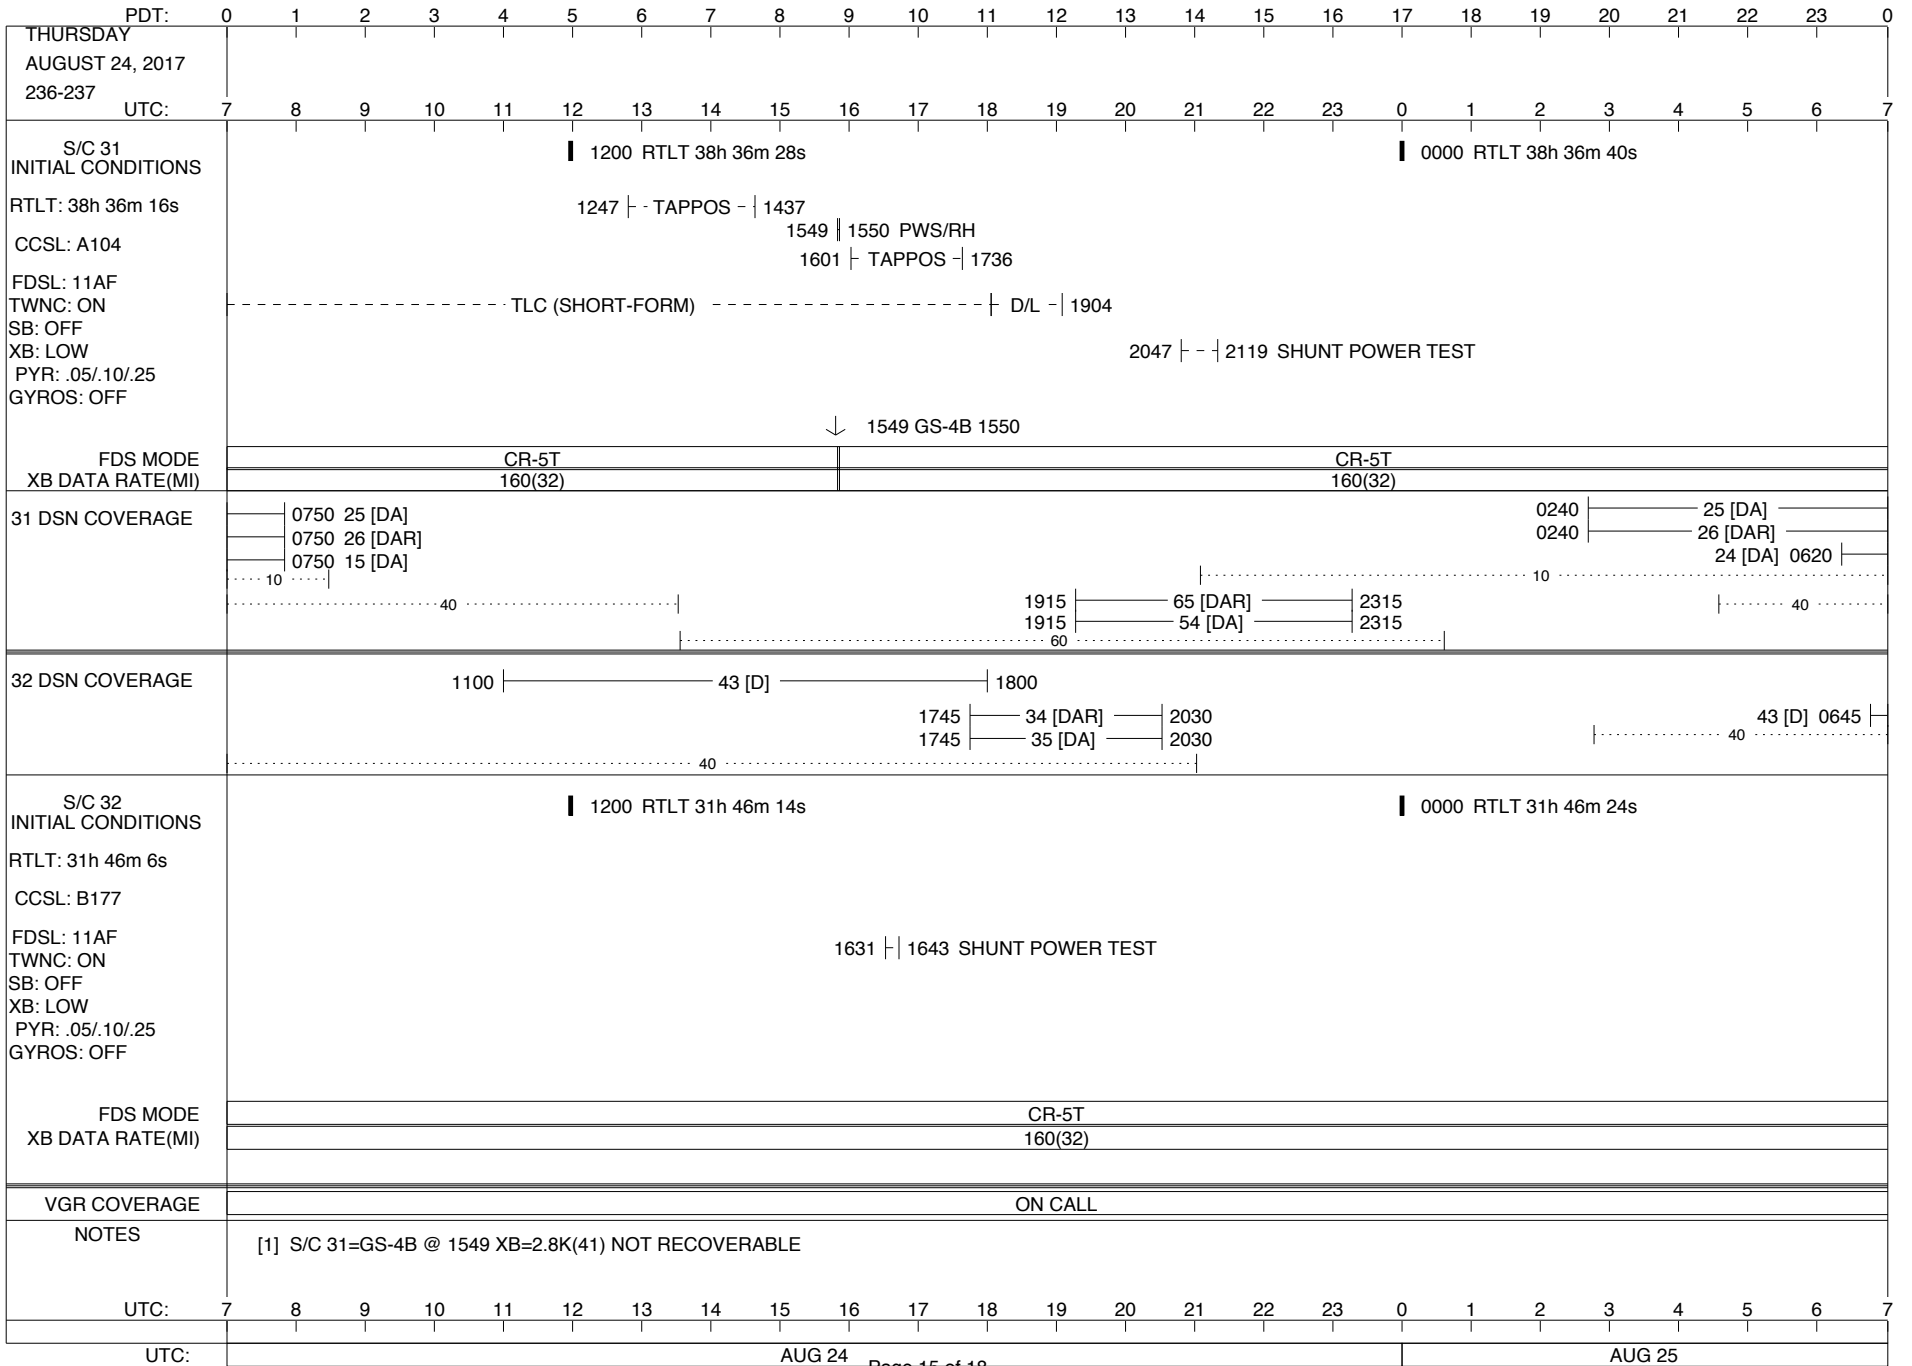 PDT: 0 1 2 3 4 5 6 7 8 9 10 11 12 13 14 15 16 17 18 19 20 21 22 23 0
THURSDAY
AUGUST 24, 2017
236-237
UTC: 7 8 9 10 11 12 13 14 15 16 17 18 19 20 21 22 23 0 1 2 3 4 5 6 7
S/C 31
INITIAL CONDITIONS
1200 RTLT 38h 36m 28s 0000 RTLT 38h 36m 40s
RTLT: 38h 36m 16s
1247 TAPPOS 1437
1549 1550 PWS/RH
CCSL: A104
1601 TAPPOS 1736
FDSL: 11AF
TWNC: ON
TLC (SHORT-FORM) D/L 1904
SB: OFF
XB: LOW
2047 2119 SHUNT POWER TEST
PYR: .05/.10/.25
GYROS: OFF
1549 GS-4B 1550
FDS MODE CR-5T CR-5T
XB DATA RATE(MI) 160(32) 160(32)
31 DSN COVERAGE
0750 25 [DA] 0240 25 [DA]
0750 26 [DAR] 0240 26 [DAR]
0750 15 [DA] 24 [DA] 0620
10 10
40 1915 65 [DAR] 2315 40
1915 54 [DA] 2315
60
32 DSN COVERAGE
1100 43 [D] 1800
1745 34 [DAR] 2030 43 [D] 0645
1745 35 [DA] 2030 40
40
S/C 32
INITIAL CONDITIONS
1200 RTLT 31h 46m 14s 0000 RTLT 31h 46m 24s
RTLT: 31h 46m 6s
CCSL: B177
FDSL: 11AF
1631 1643 SHUNT POWER TEST
TWNC: ON
SB: OFF
XB: LOW
PYR: .05/.10/.25
GYROS: OFF
FDS MODE CR-5T
XB DATA RATE(MI) 160(32)
VGR COVERAGE ON CALL
NOTES
[1] S/C 31=GS-4B @ 1549 XB=2.8K(41) NOT RECOVERABLE
UTC: 7 8 9 10 11 12 13 14 15 16 17 18 19 20 21 22 23 0 1 2 3 4 5 6 7
UTC: AUG 24 AUG 25
Page 15 of 18